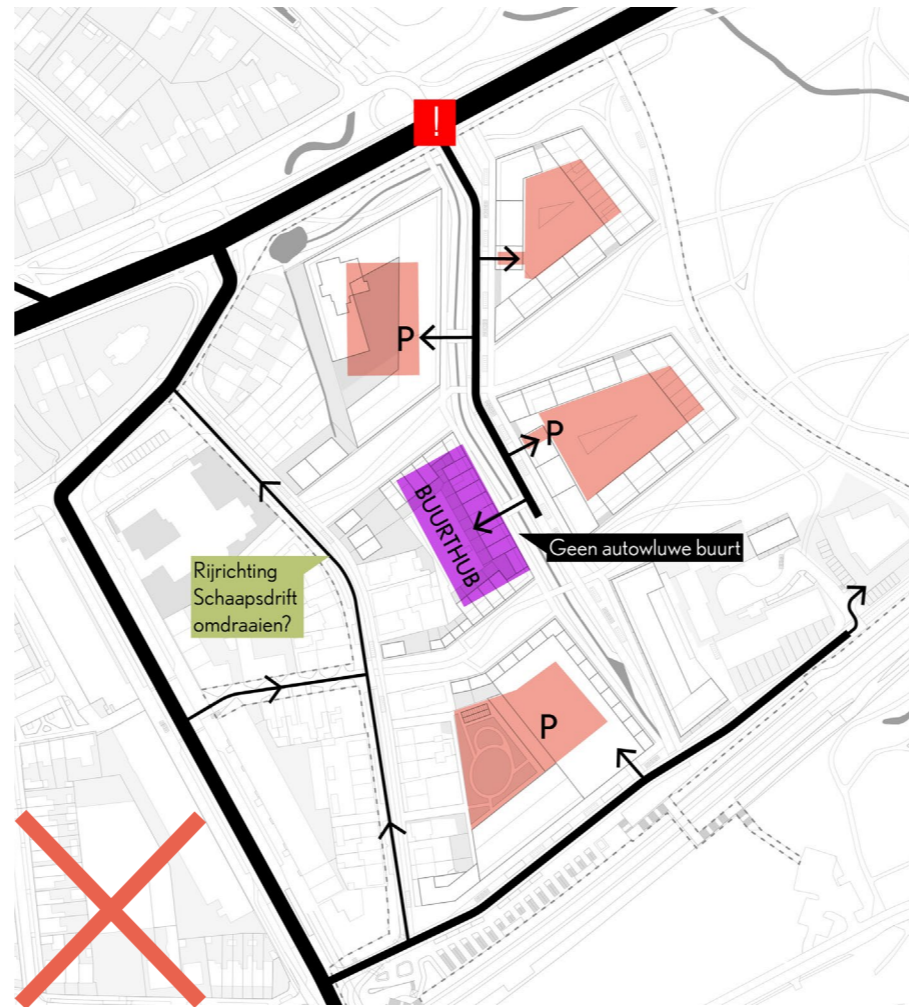 !
P
P
BUURTHUB
Geen autowluwe buurt
Rijrichting
Schaapsdrift
omdraaien?
P